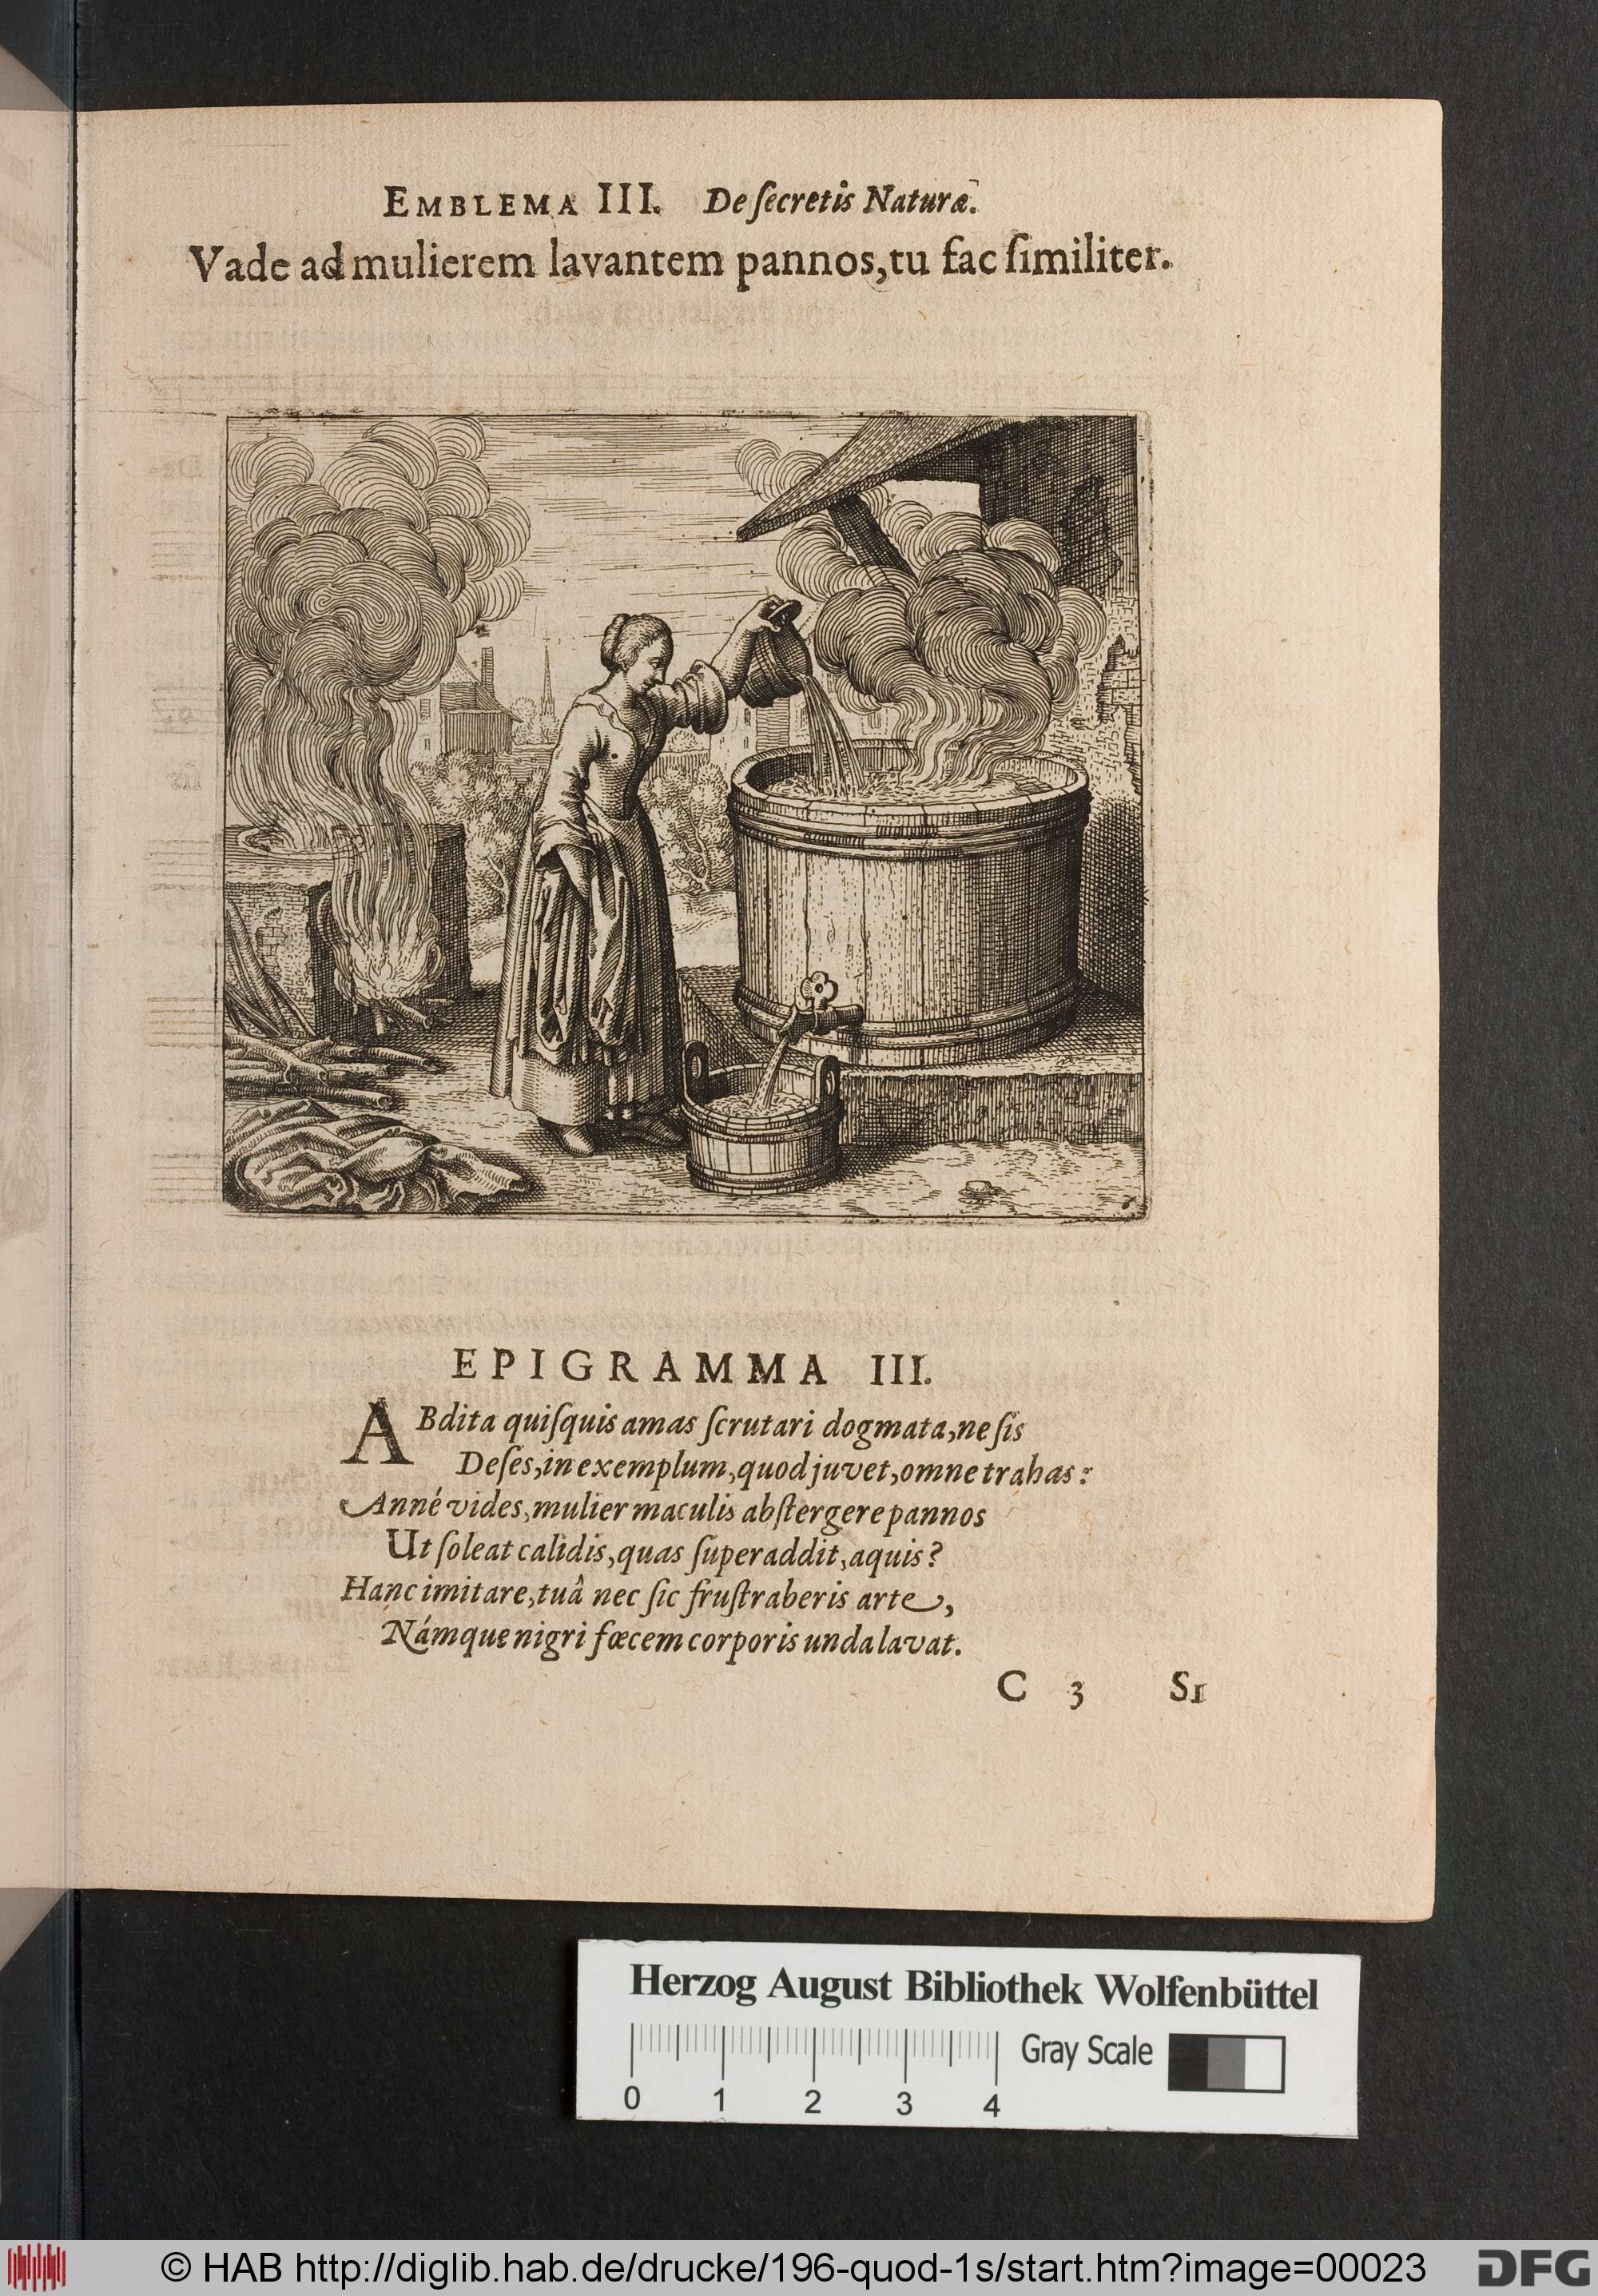 EMBLEMA III. De ſecretis Naturæ.
Vade ad mulierem lavantem pannos, tu fac ſimiliter.
EPIGRAMMA III.
ABdita quiſquis amas ſcrutari dogmata, ne ſis
Deſes, in exemplum, quod juvet, omne trahas:
Anné vides, mulier maculis abſtergere pannos
Ut ſoleat calidis, quas ſuperaddit, aquis?
Hanc imitare, tuâ nec ſic fruſtraberis arte,
Námque nigri fœcem corporis unda lavat.
C 3 Si
Herzog August Bibliothek Wolfenbüttel
Gray Scale
0 1 2 3 4
© HAB http://diglib.hab.de/drucke/196-quod-1s/start.htm?image=00023 DFG